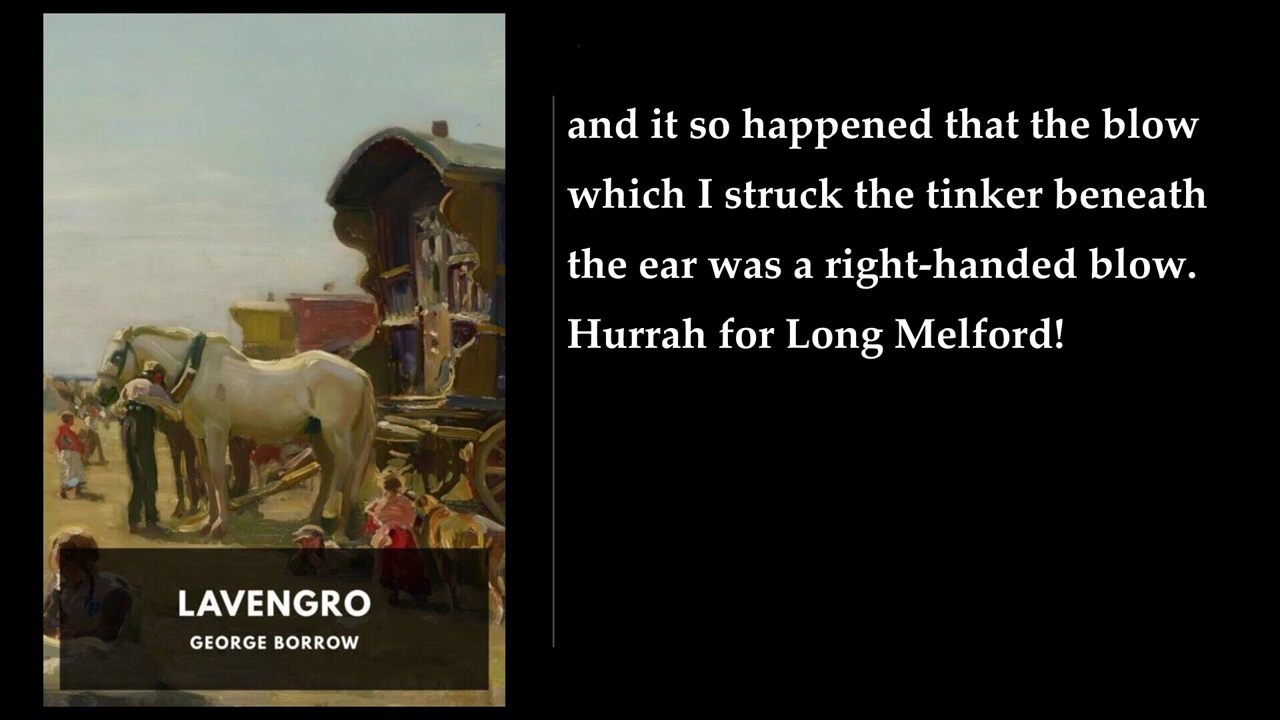 LAVENGRO
GEORGE BORROW
and it so happened that the blow
which I struck the tinker beneath
the ear was a right-handed blow.
Hurrah for Long Melford!